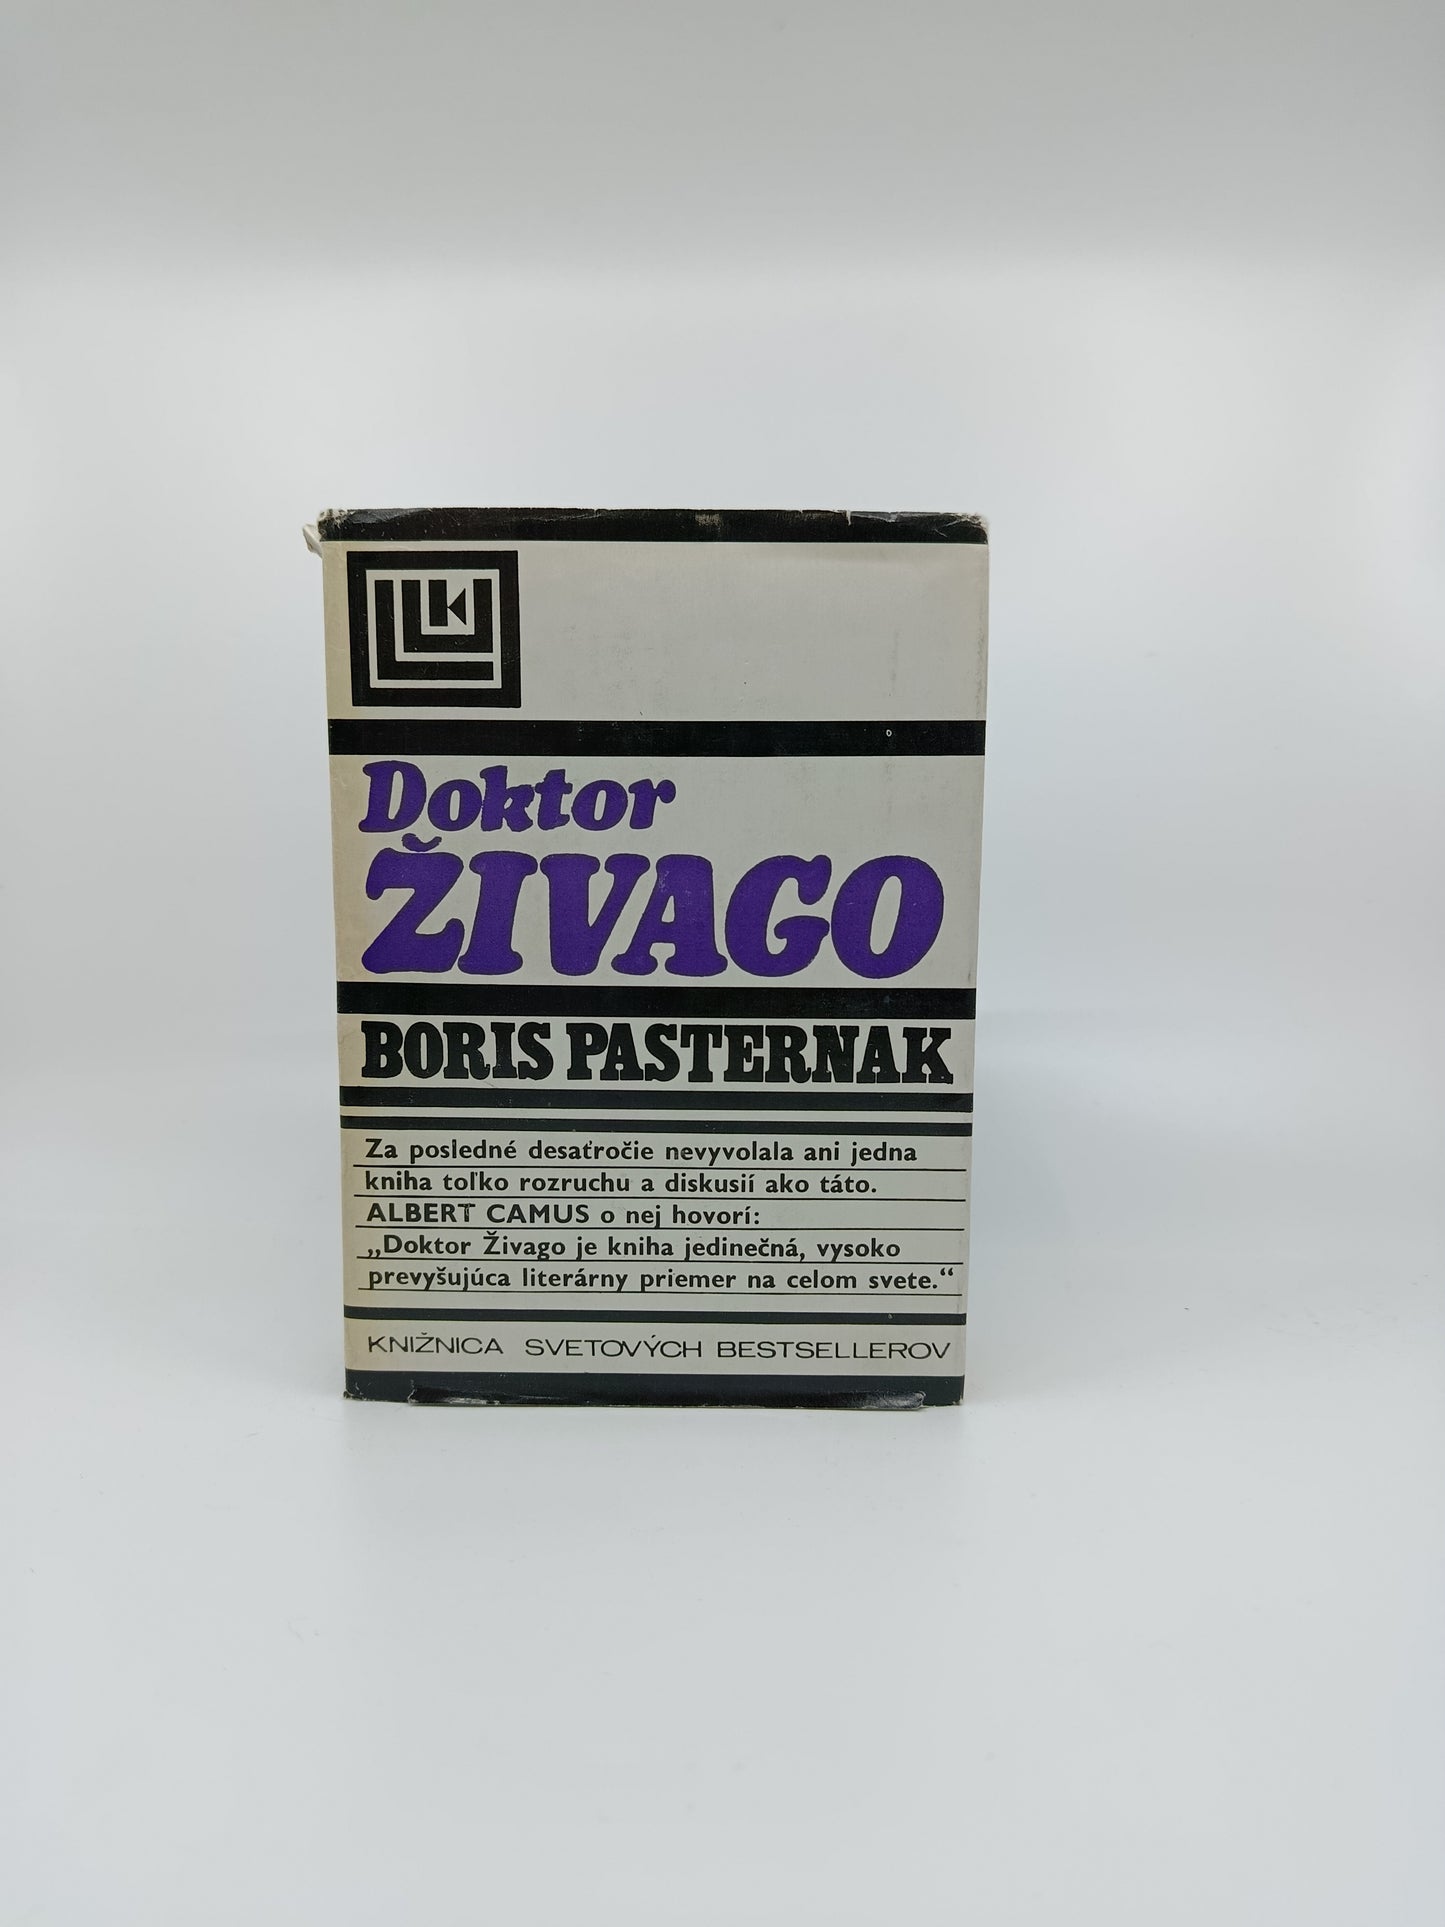 Doktor
ŽIVAGO
BORIS PASTERNAK
Za posledné desaťročie nevyvolala ani jedna
kniha toľko rozruchu a diskusií ako táto.
ALBERT CAMUS o nej hovorí:
„Doktor Živago je kniha jedinečná, vysoko
prevyšujúca literárny priemer na celom svete.“
KNIŽNICA SVETOVÝCH BESTSELLEROV